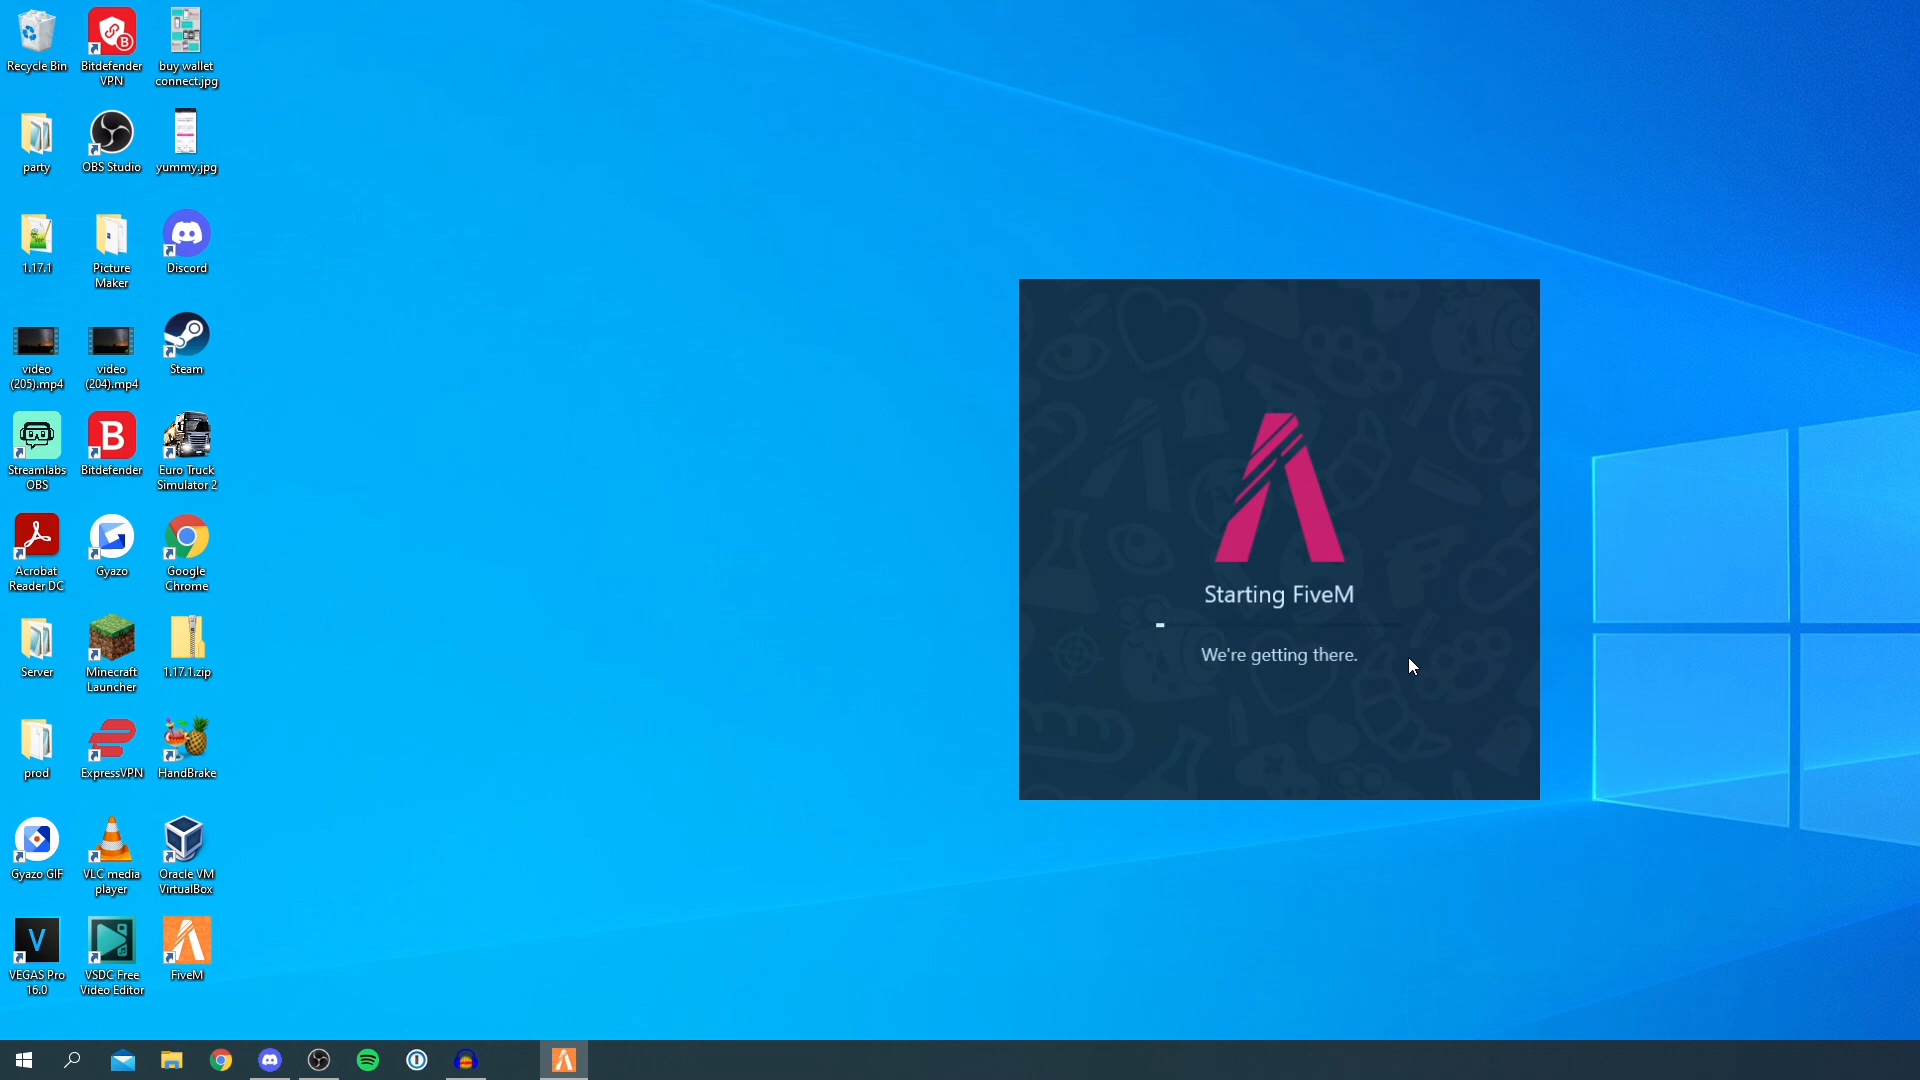 Recycle Bin
Bitdefender
VPN
buy wallet
connect.jpg
party
OBS Studio
yummy.jpg
1.17.1
Picture
Maker
Discord
video
(205).mp4
video
(204).mp4
Steam
Streamlabs
OBS
Bitdefender
Euro Truck
Simulator 2
Acrobat
Reader DC
Gyazo
Google
Chrome
Server
Minecraft
Launcher
1.17.1.zip
prod
ExpressVPN
HandBrake
Gyazo GIF
VLC media
player
Oracle VM
VirtualBox
VEGAS Pro
16.0
VSDC Free
Video Editor
FiveM
Starting FiveM
We're getting there.